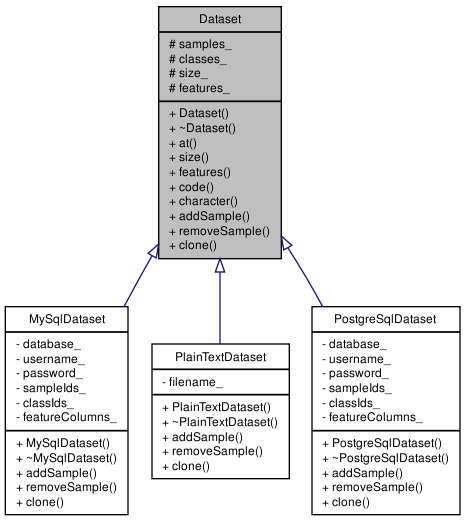 Dataset
# samples_
# classes_
# size_
# features_
+ Dataset()
+ ~Dataset()
+ at()
+ size()
+ features()
+ code()
+ character()
+ addSample()
+ removeSample()
+ clone()
MySqlDataset
- database_
- username_
- password_
- sampleIds_
- classIds_
- featureColumns_
+ MySqlDataset()
+ ~MySqlDataset()
+ addSample()
+ removeSample()
+ clone()
PlainTextDataset
- filename_
+ PlainTextDataset()
+ ~PlainTextDataset()
+ addSample()
+ removeSample()
+ clone()
PostgreSqlDataset
- database_
- username_
- password_
- sampleIds_
- classIds_
- featureColumns_
+ PostgreSqlDataset()
+ ~PostgreSqlDataset()
+ addSample()
+ removeSample()
+ clone()